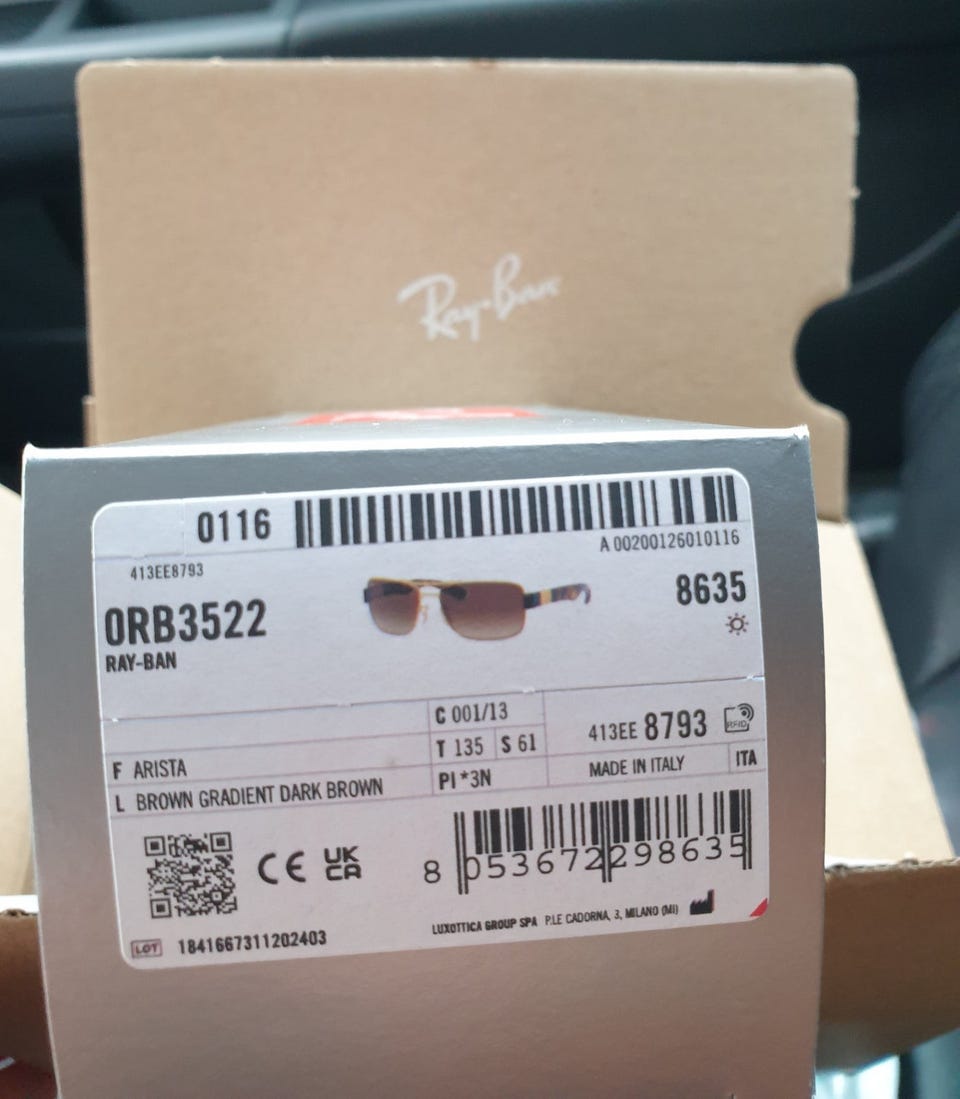 Ray-Ban
0116
A 00200126010116
413EE8793
0RB3522
RAY-BAN
8635
C 001/13
T 135 S 61
413EE 8793
RFID
F ARISTA
PI *3N
MADE IN ITALY
ITA
L BROWN GRADIENT DARK BROWN
CE UK CA
8 053672 298635
LUXOTTICA GROUP SPA P.LE CADORNA, 3, MILANO (MI)
LOT 1841667311202403